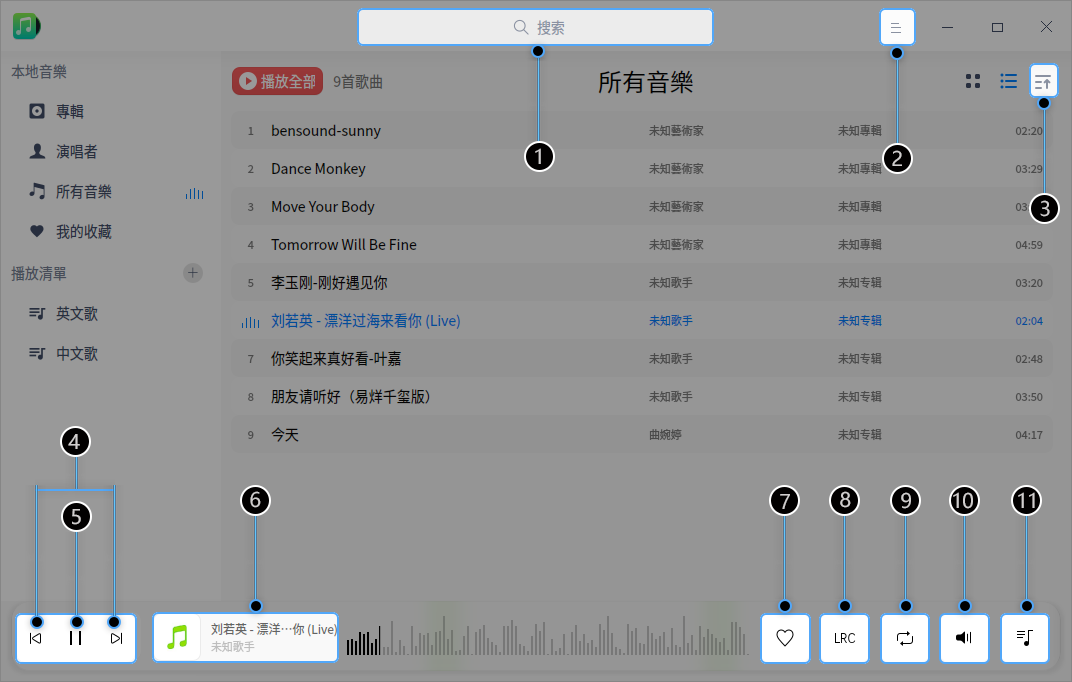 搜索
本地音樂
專輯
演唱者
所有音樂
我的收藏
播放清單
英文歌
中文歌
播放全部 9首歌曲 所有音樂
1 bensound-sunny 未知藝術家 未知專輯 02:20
2 Dance Monkey 未知藝術家 未知專輯 03:29
3 Move Your Body 未知藝術家 未知專輯 03
4 Tomorrow Will Be Fine 未知藝術家 未知專輯 04:59
5 李玉刚-刚好遇见你 未知歌手 未知专辑 03:20
刘若英 - 漂洋过海来看你 (Live) 未知歌手 未知专辑 02:04
7 你笑起来真好看-叶嘉 未知歌手 未知专辑 02:48
8 朋友请听好（易烊千玺版） 未知歌手 未知专辑 03:50
9 今天 曲婉婷 未知专辑 04:17
1
2
3
4
5
6
7
8
9
10
11
刘若英 - 漂洋…你 (Live)
未知歌手
LRC